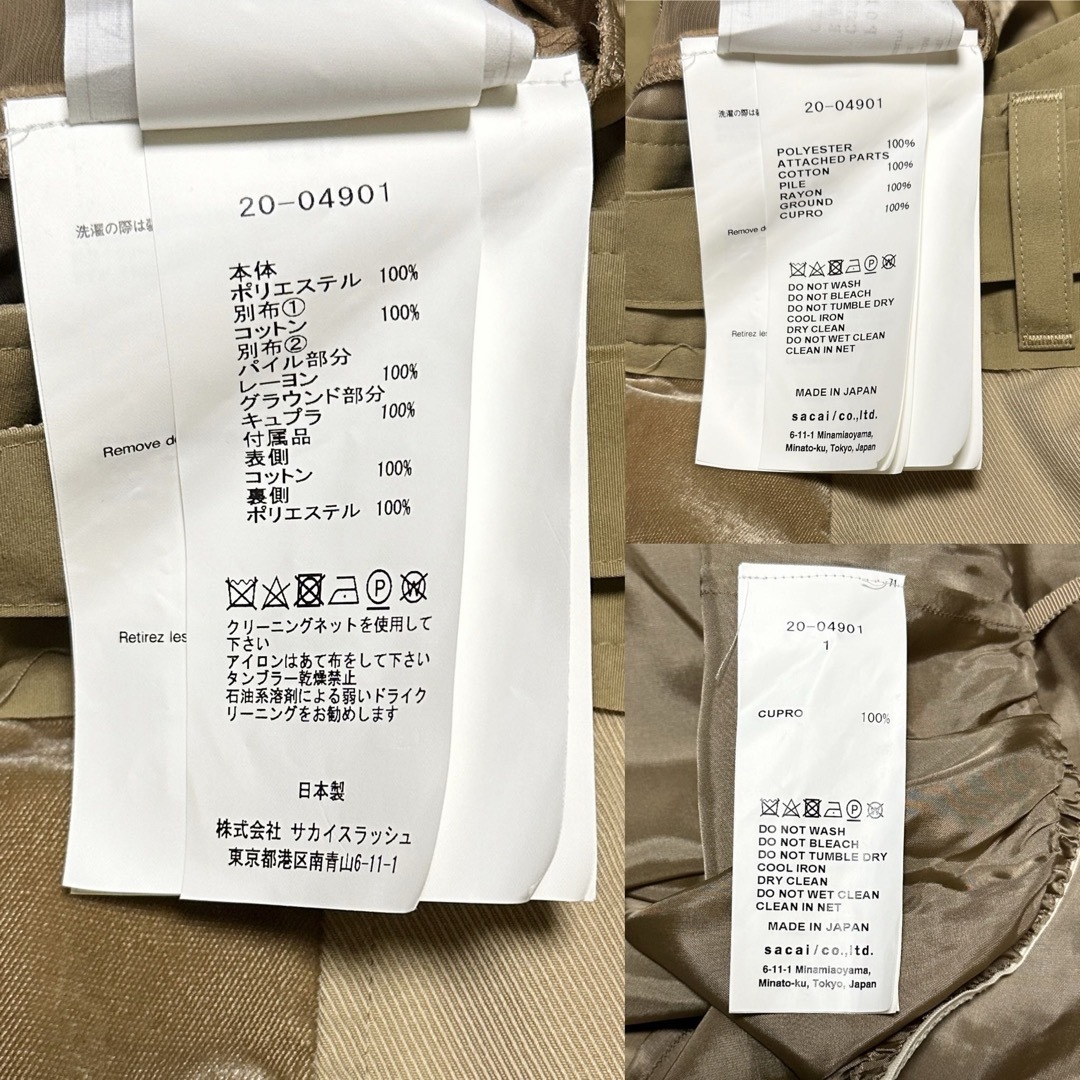 20-04901
洗濯の際は
本体
ポリエステル 100%
別布①
コットン 100%
別布②
パイル部分
レーヨン 100%
グラウンド部分
キュプラ 100%
付属品
表側
コットン 100%
裏側
ポリエステル 100%
Remove
Retirez les
クリーニングネットを使用して
下さい
アイロンはあて布をして下さい
タンブラー乾燥禁止
石油系溶剤による弱いドライク
リーニングをお勧めします
日本製
株式会社 サカイスラッシュ
東京都港区南青山6-11-1
20-04901
洗濯の際は
POLYESTER 100%
ATTACHED PARTS
COTTON 100%
PILE
RAYON 100%
GROUND
CUPRO 100%
Remove
Retirez les
DO NOT WASH
DO NOT BLEACH
DO NOT TUMBLE DRY
COOL IRON
DRY CLEAN
DO NOT WET CLEAN
CLEAN IN NET
MADE IN JAPAN
sacai/co.,ltd.
6-11-1 Minamiaoyama,
Minato-ku, Tokyo, Japan
20-04901
1
CUPRO 100%
DO NOT WASH
DO NOT BLEACH
DO NOT TUMBLE DRY
COOL IRON
DRY CLEAN
DO NOT WET CLEAN
CLEAN IN NET
MADE IN JAPAN
sacai/co.,ltd.
6-11-1 Minamiaoyama,
Minato-ku, Tokyo, Japan